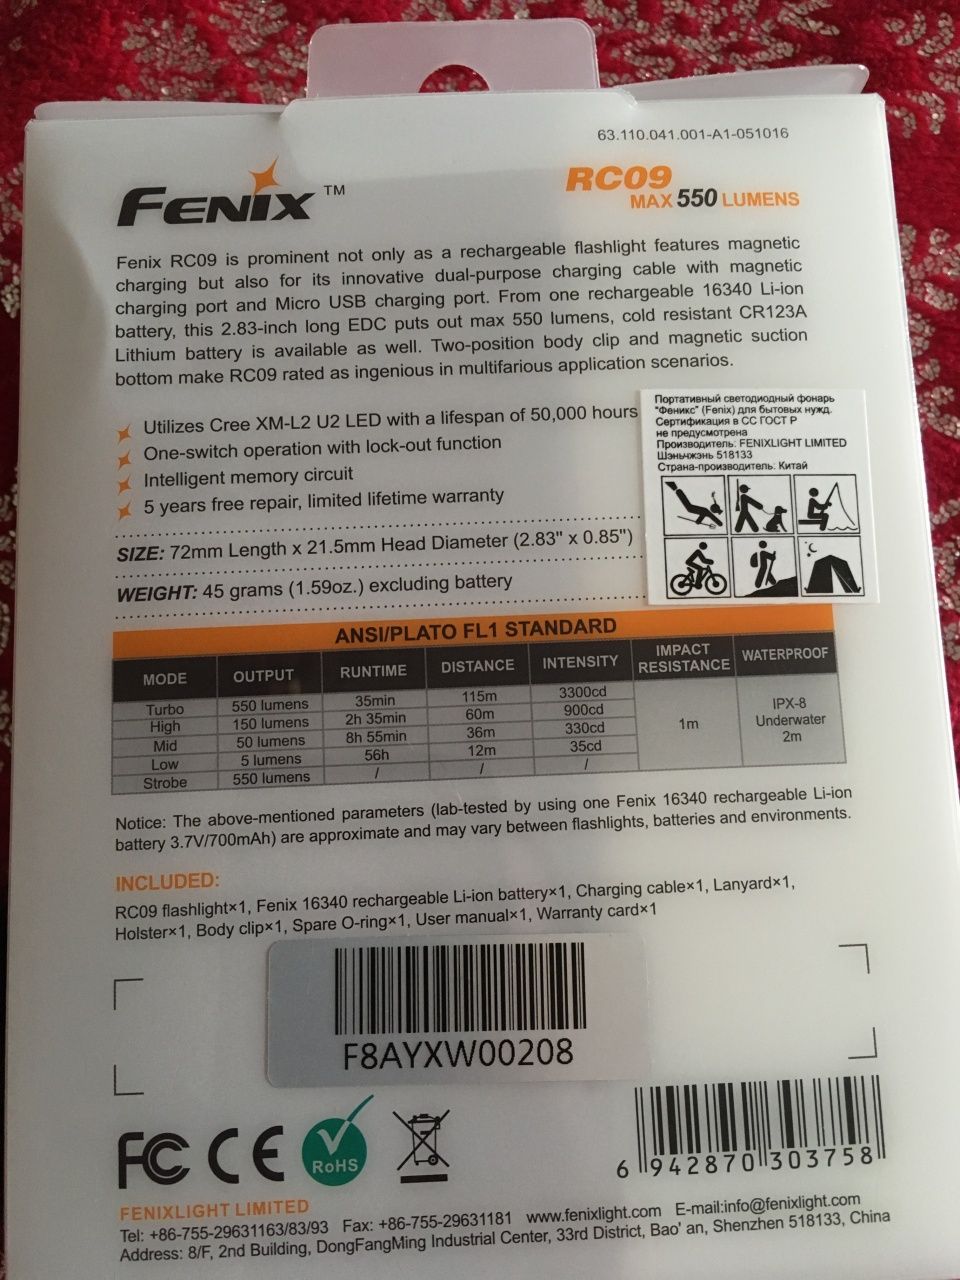 63.110.041.001-A1-051016
FENIX ™
RC09
MAX 550 LUMENS
Fenix RC09 is prominent not only as a rechargeable flashlight features magnetic
charging but also for its innovative dual-purpose charging cable with magnetic
charging port and Micro USB charging port. From one rechargeable 16340 Li-ion
battery, this 2.83-inch long EDC puts out max 550 lumens, cold resistant CR123A
Lithium battery is available as well. Two-position body clip and magnetic suction
bottom make RC09 rated as ingenious in multifarious application scenarios.
Utilizes Cree XM-L2 U2 LED with a lifespan of 50,000 hours
One-switch operation with lock-out function
Intelligent memory circuit
5 years free repair, limited lifetime warranty
Портативный светодиодный фонарь
"Феникс" (Fenix) для бытовых нужд.
Сертификация в СС ГОСТ Р
не предусмотрена
Производитель: FENIXLIGHT LIMITED
Шэньчжэнь 518133
Страна-производитель: Китай
SIZE: 72mm Length x 21.5mm Head Diameter (2.83" x 0.85")
WEIGHT: 45 grams (1.59oz.) excluding battery
ANSI/PLATO FL1 STANDARD
MODE OUTPUT RUNTIME DISTANCE INTENSITY IMPACT RESISTANCE WATERPROOF
Turbo 550 lumens 35min 115m 3300cd
High 150 lumens 2h 35min 60m 900cd
Mid 50 lumens 8h 55min 36m 330cd
Low 5 lumens 56h 12m 35cd
Strobe 550 lumens / / /
1m
IPX-8
Underwater
2m
Notice: The above-mentioned parameters (lab-tested by using one Fenix 16340 rechargeable Li-ion
battery 3.7V/700mAh) are approximate and may vary between flashlights, batteries and environments.
INCLUDED:
RC09 flashlight×1, Fenix 16340 rechargeable Li-ion battery×1, Charging cable×1, Lanyard×1,
Holster×1, Body clip×1, Spare O-ring×1, User manual×1, Warranty card×1
F8AYXW00208
FC CE RoHS
6 942870 303758
FENIXLIGHT LIMITED
Tel: +86-755-29631163/83/93 Fax: +86-755-29631181 www.fenixlight.com E-mail:info@fenixlight.com
Address: 8/F, 2nd Building, DongFangMing Industrial Center, 33rd District, Bao' an, Shenzhen 518133, China